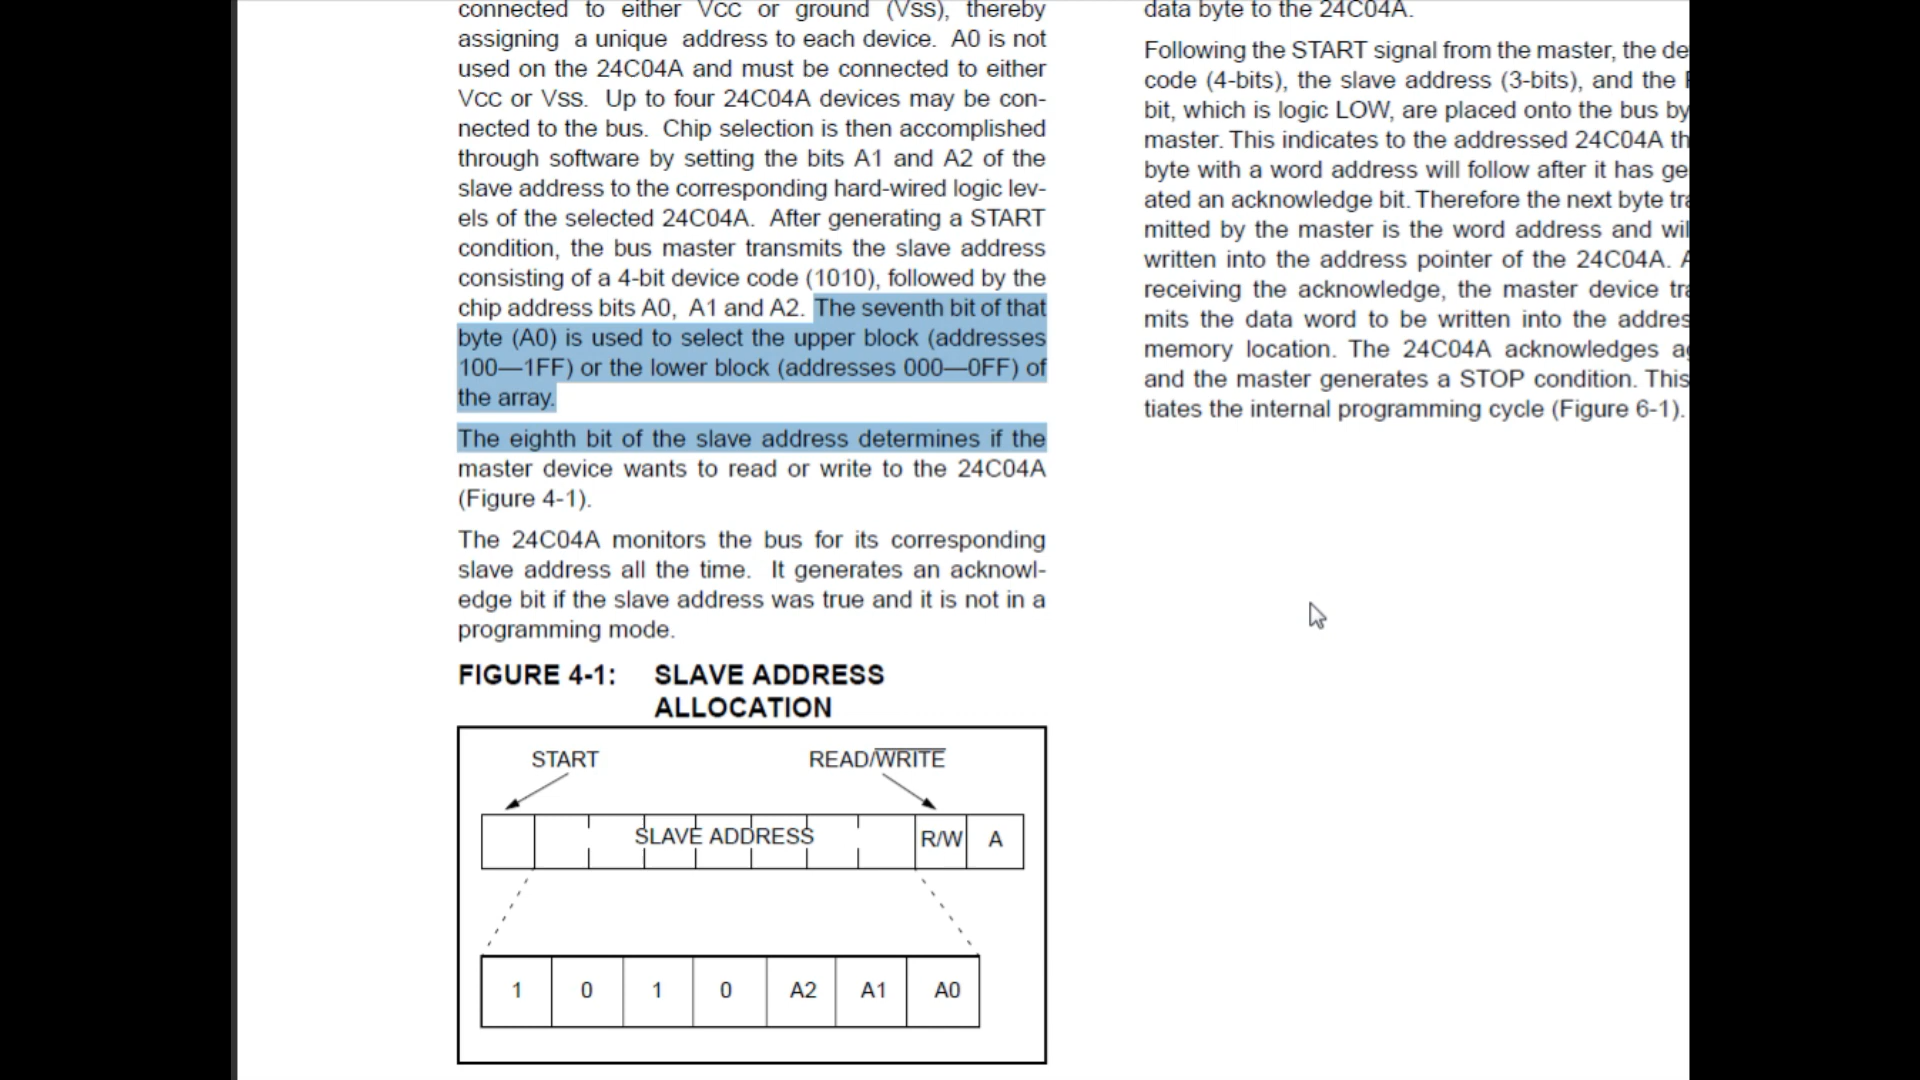 connected to either VCC or ground (VSS), thereby
assigning a unique address to each device. A0 is not
used on the 24C04A and must be connected to either
VCC or VSS. Up to four 24C04A devices may be con-
nected to the bus. Chip selection is then accomplished
through software by setting the bits A1 and A2 of the
slave address to the corresponding hard-wired logic lev-
els of the selected 24C04A. After generating a START
condition, the bus master transmits the slave address
consisting of a 4-bit device code (1010), followed by the
chip address bits A0, A1 and A2. The seventh bit of that
byte (A0) is used to select the upper block (addresses
100—1FF) or the lower block (addresses 000—0FF) of
the array.
The eighth bit of the slave address determines if the
master device wants to read or write to the 24C04A
(Figure 4-1).
The 24C04A monitors the bus for its corresponding
slave address all the time. It generates an acknowl-
edge bit if the slave address was true and it is not in a
programming mode.
FIGURE 4-1: SLAVE ADDRESS
ALLOCATION
START READ/WRITE
SLAVE ADDRESS R/W A
1 0 1 0 A2 A1 A0
data byte to the 24C04A.
Following the START signal from the master, the de
code (4-bits), the slave address (3-bits), and the
bit, which is logic LOW, are placed onto the bus by
master. This indicates to the addressed 24C04A th
byte with a word address will follow after it has ge
ated an acknowledge bit. Therefore the next byte tra
mitted by the master is the word address and wil
written into the address pointer of the 24C04A. A
receiving the acknowledge, the master device tra
mits the data word to be written into the addres
memory location. The 24C04A acknowledges ag
and the master generates a STOP condition. This
tiates the internal programming cycle (Figure 6-1).